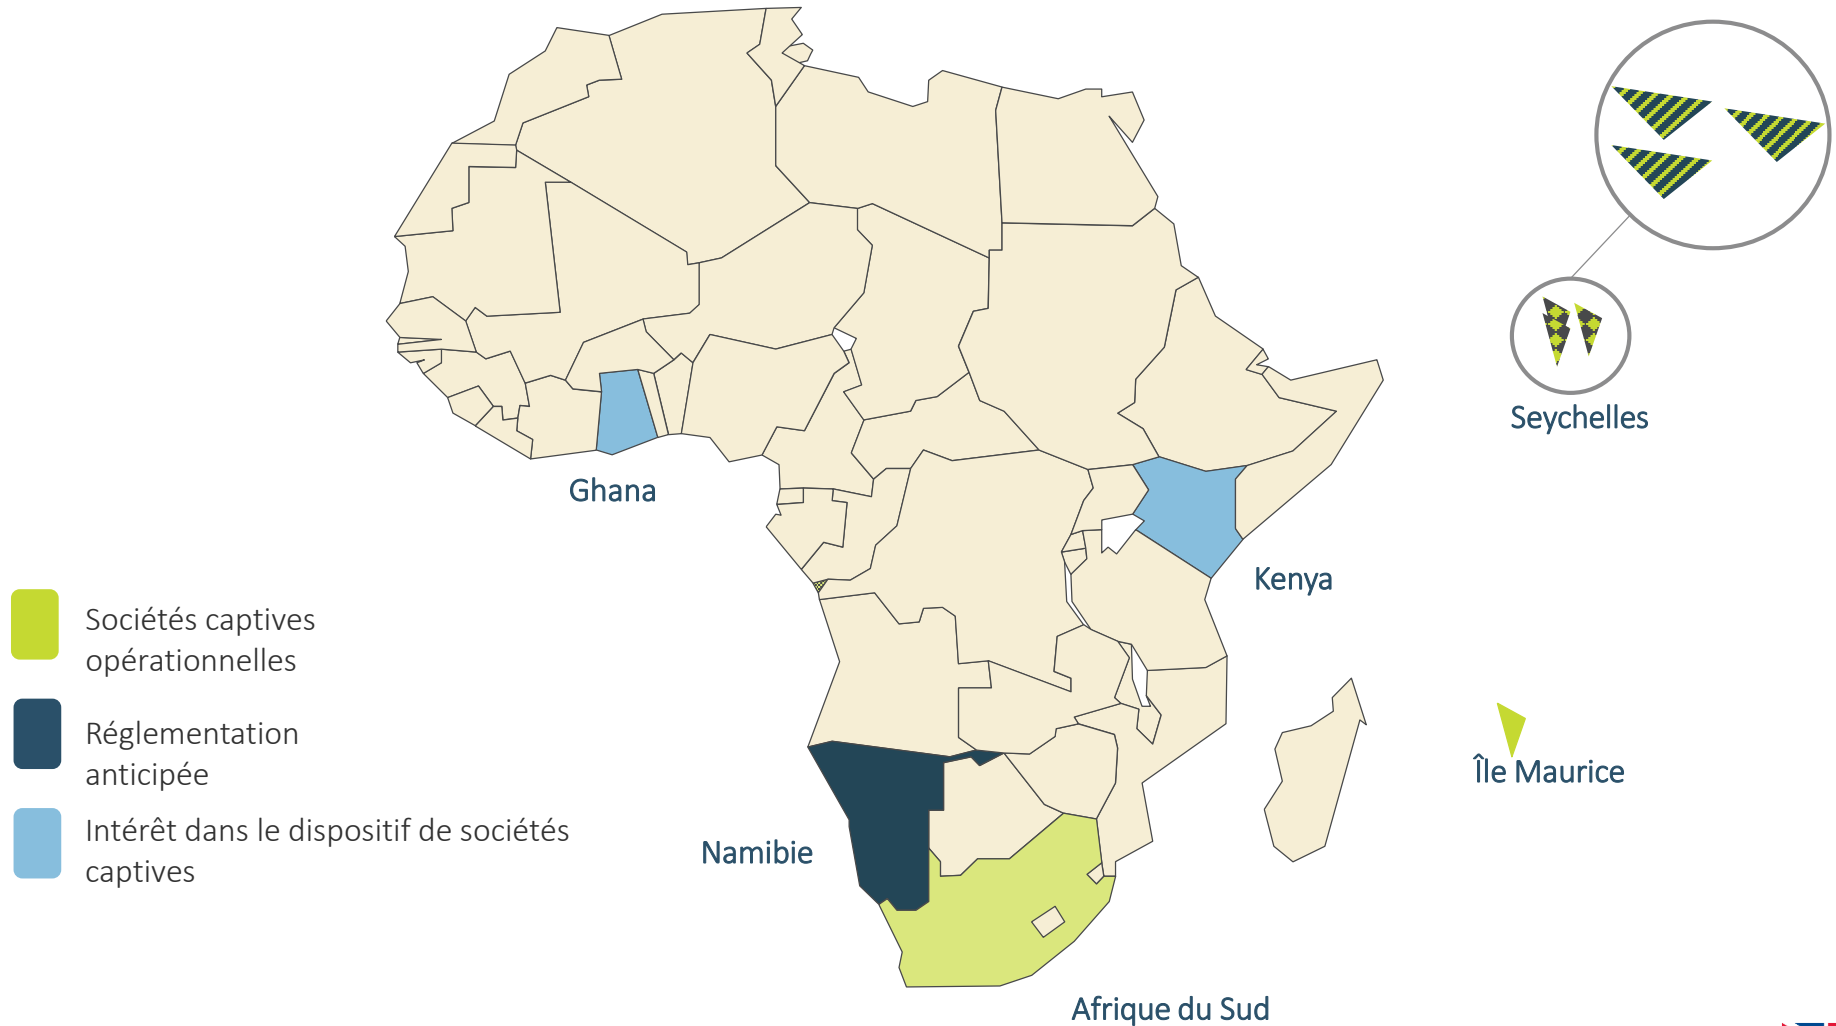 Seychelles
Ghana
Kenya
Sociétés captives
opérationnelles
Réglementation
anticipée
Intérêt dans le dispositif de sociétés
captives
Île Maurice
Namibie
Afrique du Sud